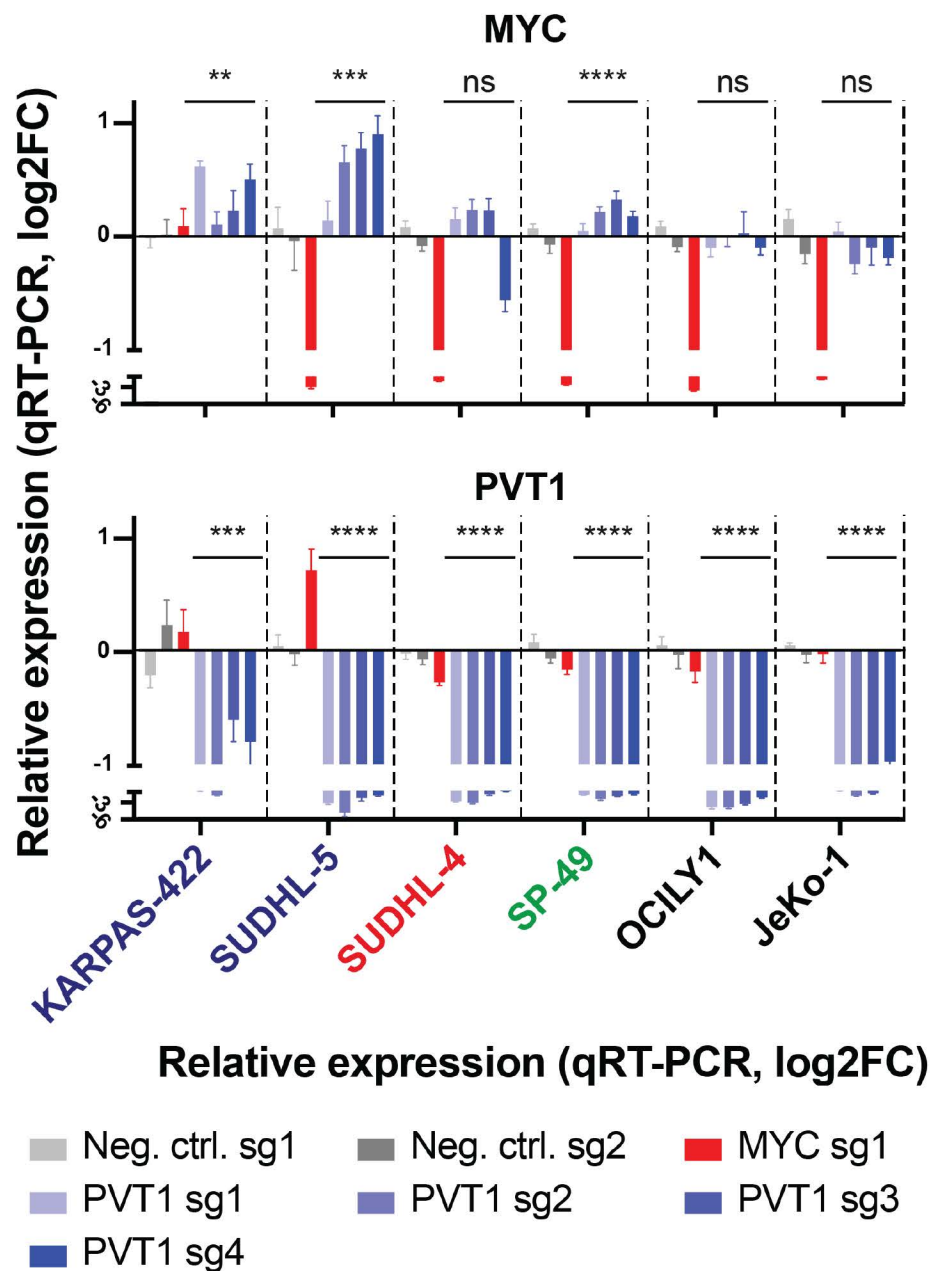 MYC
** *** ns **** ns ns
1
0
-1
PVT1
*** **** **** **** **** ****
1
0
-1
Relative expression (qRT-PCR, log2FC)
KARPAS-422 SUDHL-5 SUDHL-4 SP-49 OCILY1 JeKo-1
Relative expression (qRT-PCR, log2FC)
Neg. ctrl. sg1 Neg. ctrl. sg2 MYC sg1
PVT1 sg1 PVT1 sg2 PVT1 sg3
PVT1 sg4